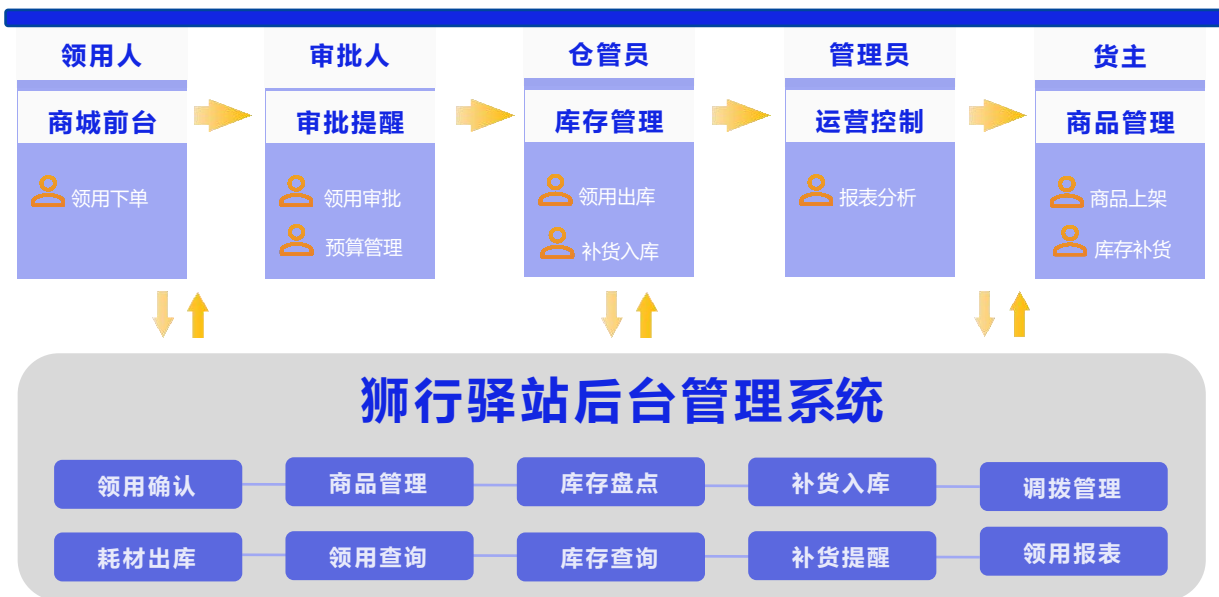 领用人
审批人
仓管员
管理员
货主
商城前台
审批提醒
库存管理
运营控制
商品管理
领用下单
领用审批
预算管理
领用出库
补货入库
报表分析
商品上架
库存补货
狮行驿站后台管理系统
领用确认
商品管理
库存盘点
补货入库
调拨管理
耗材出库
领用查询
库存查询
补货提醒
领用报表